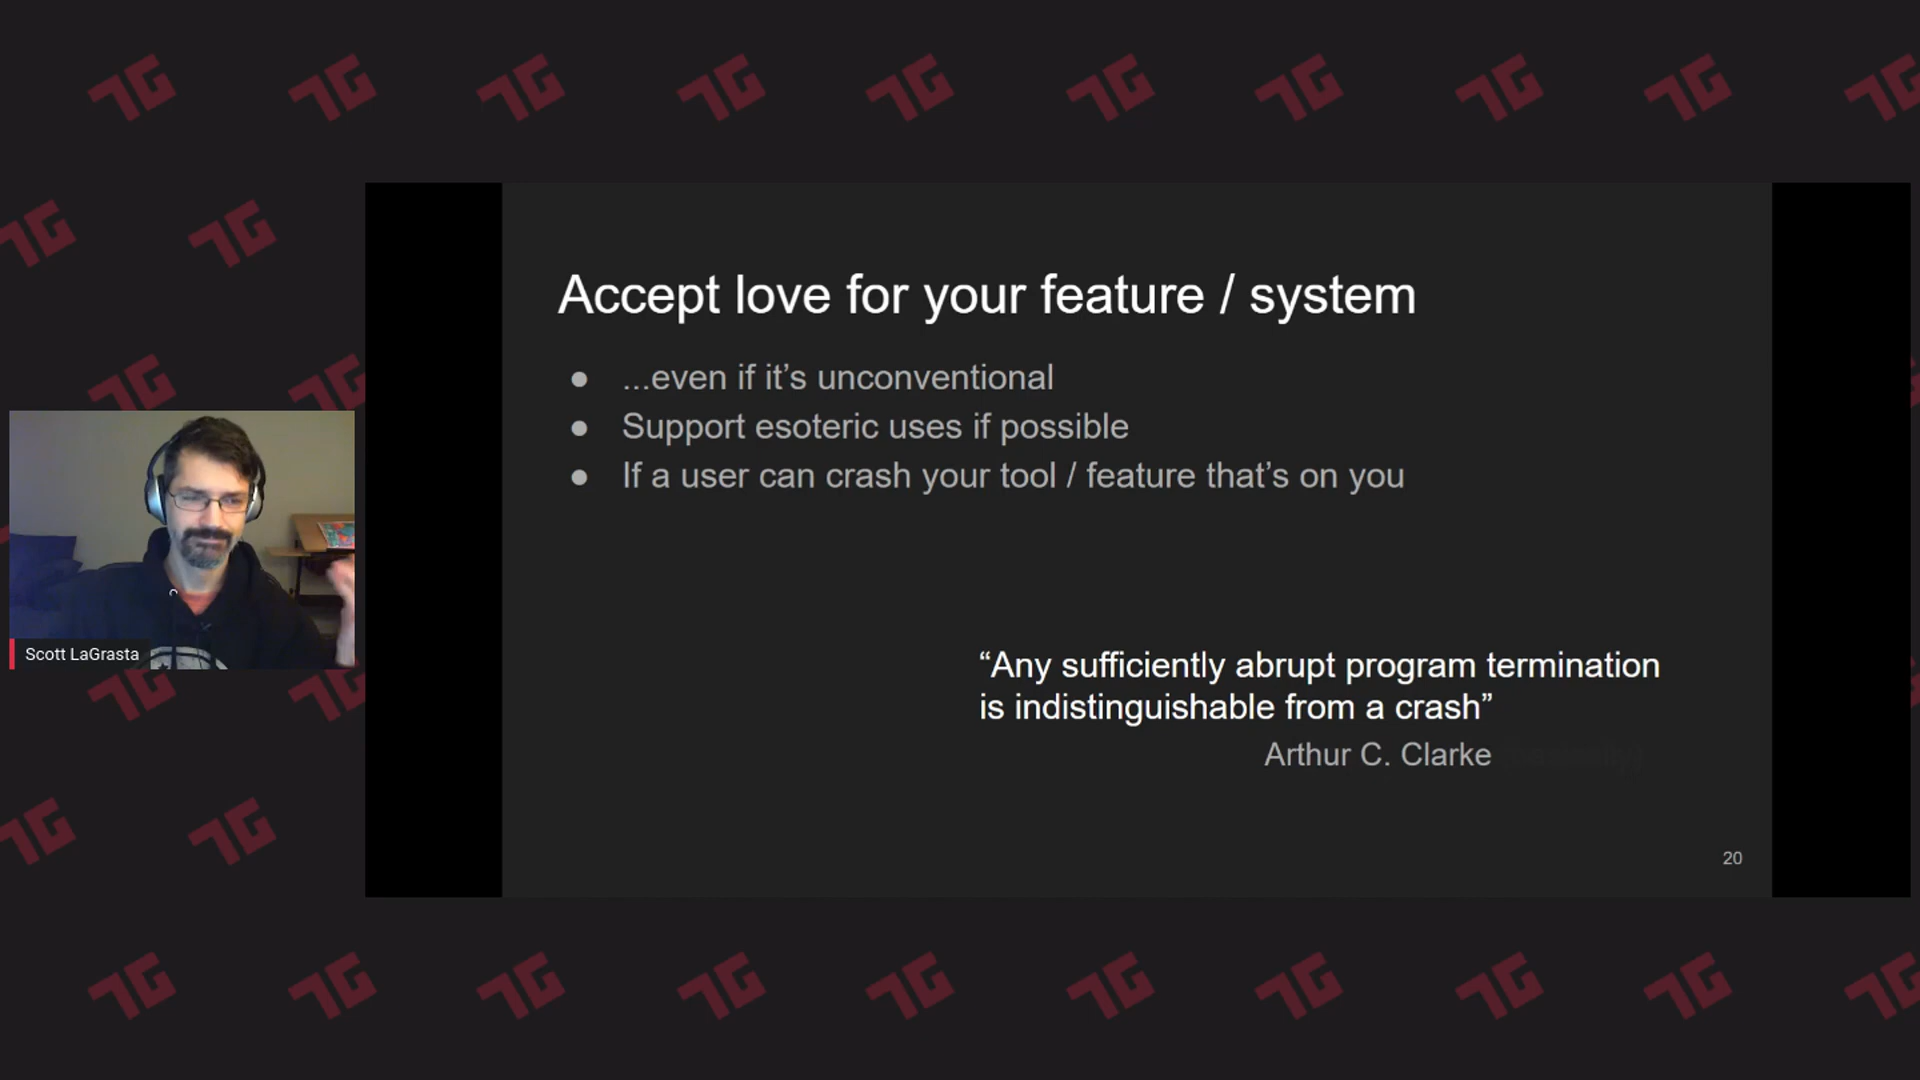 Accept love for your feature / system
● ...even if it’s unconventional
● Support esoteric uses if possible
● If a user can crash your tool / feature that’s on you
“Any sufficiently abrupt program termination
is indistinguishable from a crash”
Arthur C. Clarke
20
Scott LaGrasta